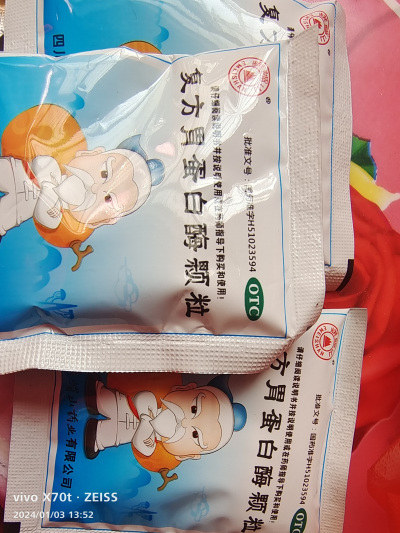 复方
四川
批准文号：国药准字H51023594
请仔细阅读说明书并按说明使用或在药师指导下购买和使用！
复方胃蛋白酶颗粒
OTC
®
批准文号：国药准字H51023594
请仔细阅读说明书并按说明使用或在药师指导下购买和使用！
方胃蛋白酶颗粒
OTC
药业有限公司
vivo X70t · ZEISS
2024/01/03 13:52